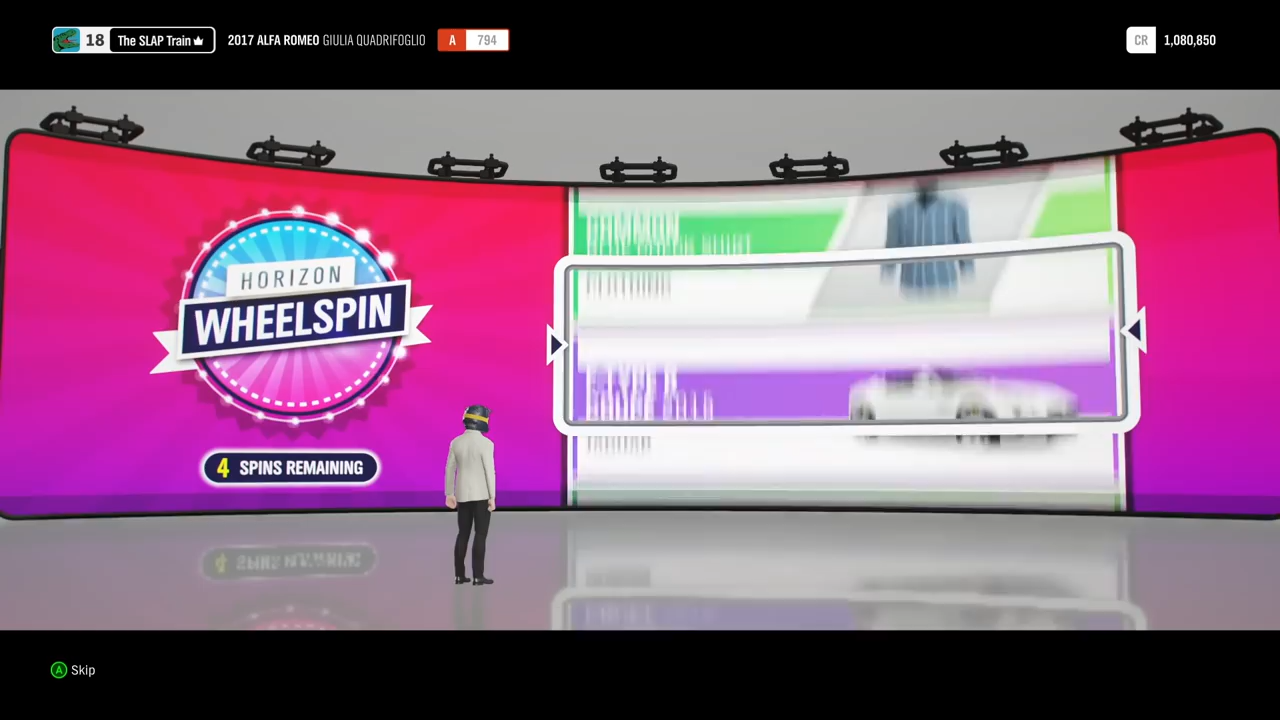 18 The SLAP Train 2017 ALFA ROMEO GIULIA QUADRIFOGLIO A 794 CR 1,080,850
HORIZON
WHEELSPIN
4 SPINS REMAINING
A Skip